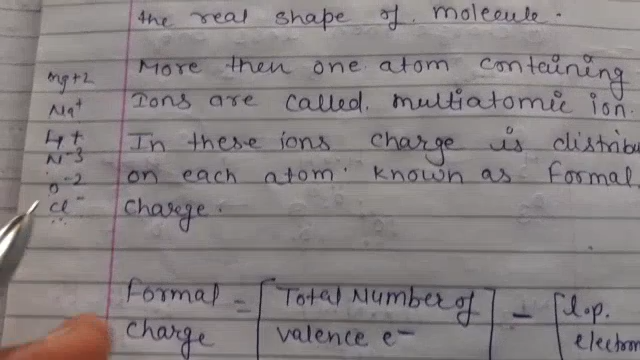 the real shape of molecule.
More then one atom containing
Ions are called multiatomic ion.
In these ions charge is distribu
on each atom known as Formal
charge.
Mg+2
Na+
Li+
N-3
O-2
Cl-
Formal charge = [Total Number of valence e- - [l.p. electron